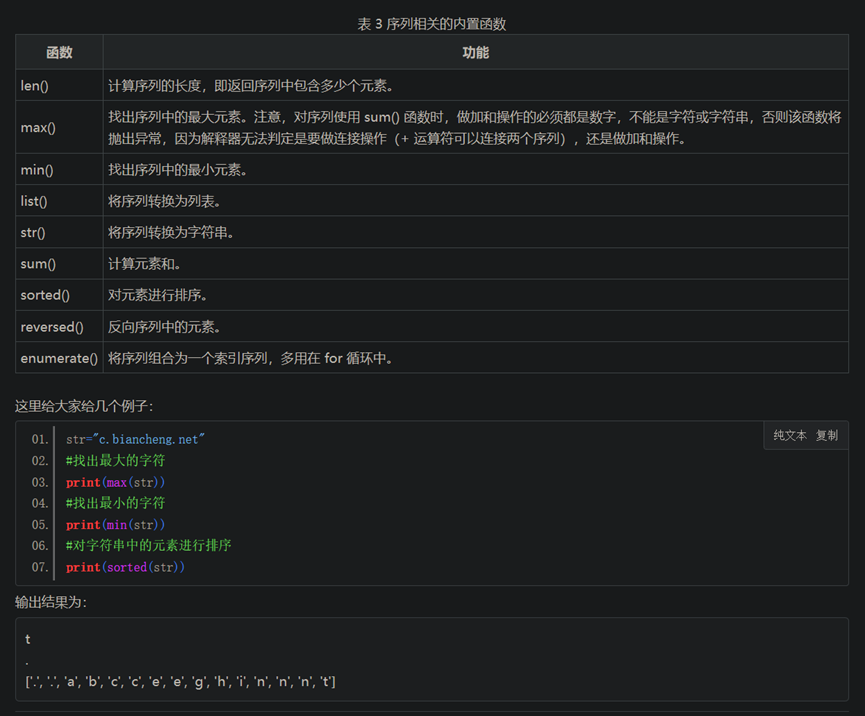 表 3 序列相关的内置函数
函数 功能
len() 计算序列的长度，即返回序列中包含多少个元素。
max() 找出序列中的最大元素。注意，对序列使用 sum() 函数时，做加和操作的必须都是数字，不能是字符或字符串，否则该函数将
抛出异常，因为解释器无法判定是要做连接操作（+ 运算符可以连接两个序列），还是做加和操作。
min() 找出序列中的最小元素。
list() 将序列转换为列表。
str() 将序列转换为字符串。
sum() 计算元素和。
sorted() 对元素进行排序。
reversed() 反向序列中的元素。
enumerate() 将序列组合为一个索引序列，多用在 for 循环中。
这里给大家给几个例子：
纯文本 复制
01. str="c.biancheng.net"
02. #找出最大的字符
03. print(max(str))
04. #找出最小的字符
05. print(min(str))
06. #对字符串中的元素进行排序
07. print(sorted(str))
输出结果为：
t
.
['.', '.', 'a', 'b', 'c', 'c', 'e', 'e', 'g', 'h', 'i', 'n', 'n', 'n', 't']